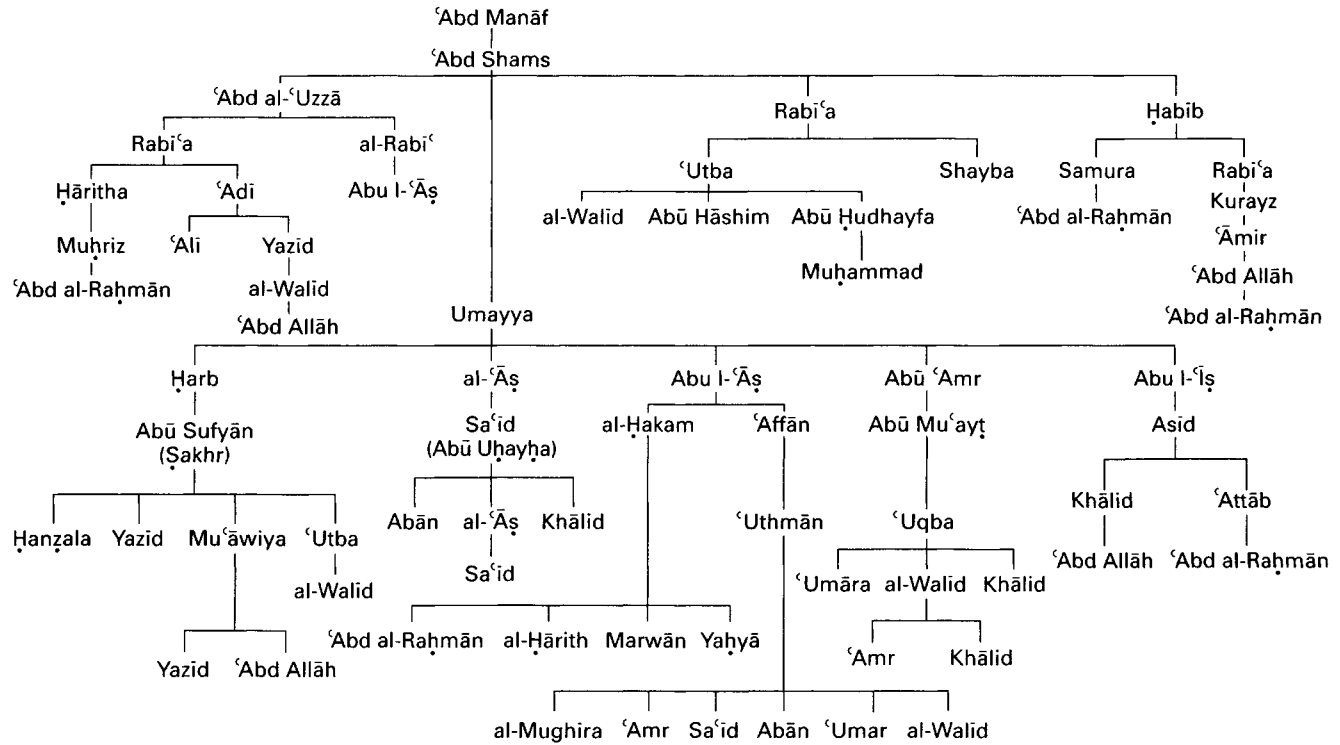 ʿAbd Manāf
ʿAbd Shams
ʿAbd al-ʿUzzā
Rabīʿa
Ḥabīb
Rabīʿa
al-Rabīʿ
ʿUtba
Shayba
Samura
Rabīʿa
Ḥāritha
ʿAdī
Abu l-ʿĀṣ
al-Walīd
Abū Hāshim
Abū Ḥudhayfa
ʿAbd al-Raḥmān
Kurayz
Muḥriz
ʿAlī
Yazīd
Muḥammad
ʿĀmir
ʿAbd al-Raḥmān
al-Walīd
ʿAbd Allāh
ʿAbd Allāh
ʿAbd al-Raḥmān
Umayya
Ḥarb
al-ʿĀṣ
Abu l-ʿĀṣ
Abū ʿAmr
Abu l-ʿĪṣ
Abū Sufyān
(Ṣakhr)
Saʿīd
(Abū Uḥayḥa)
al-Ḥakam
ʿAffān
Abū Muʿayṭ
Asīd
Ḥanẓala
Yazīd
Muʿāwiya
ʿUtba
Abān
al-ʿĀṣ
Khālid
ʿUthmān
ʿUqba
Khālid
ʿAttāb
al-Walīd
Saʿīd
ʿUmāra
al-Walīd
Khālid
ʿAbd Allāh
ʿAbd al-Raḥmān
Yazīd
ʿAbd Allāh
ʿAbd al-Raḥmān
al-Ḥārith
Marwān
Yaḥyā
ʿAmr
Khālid
al-Mughira
ʿAmr
Saʿīd
Abān
ʿUmar
al-Walīd